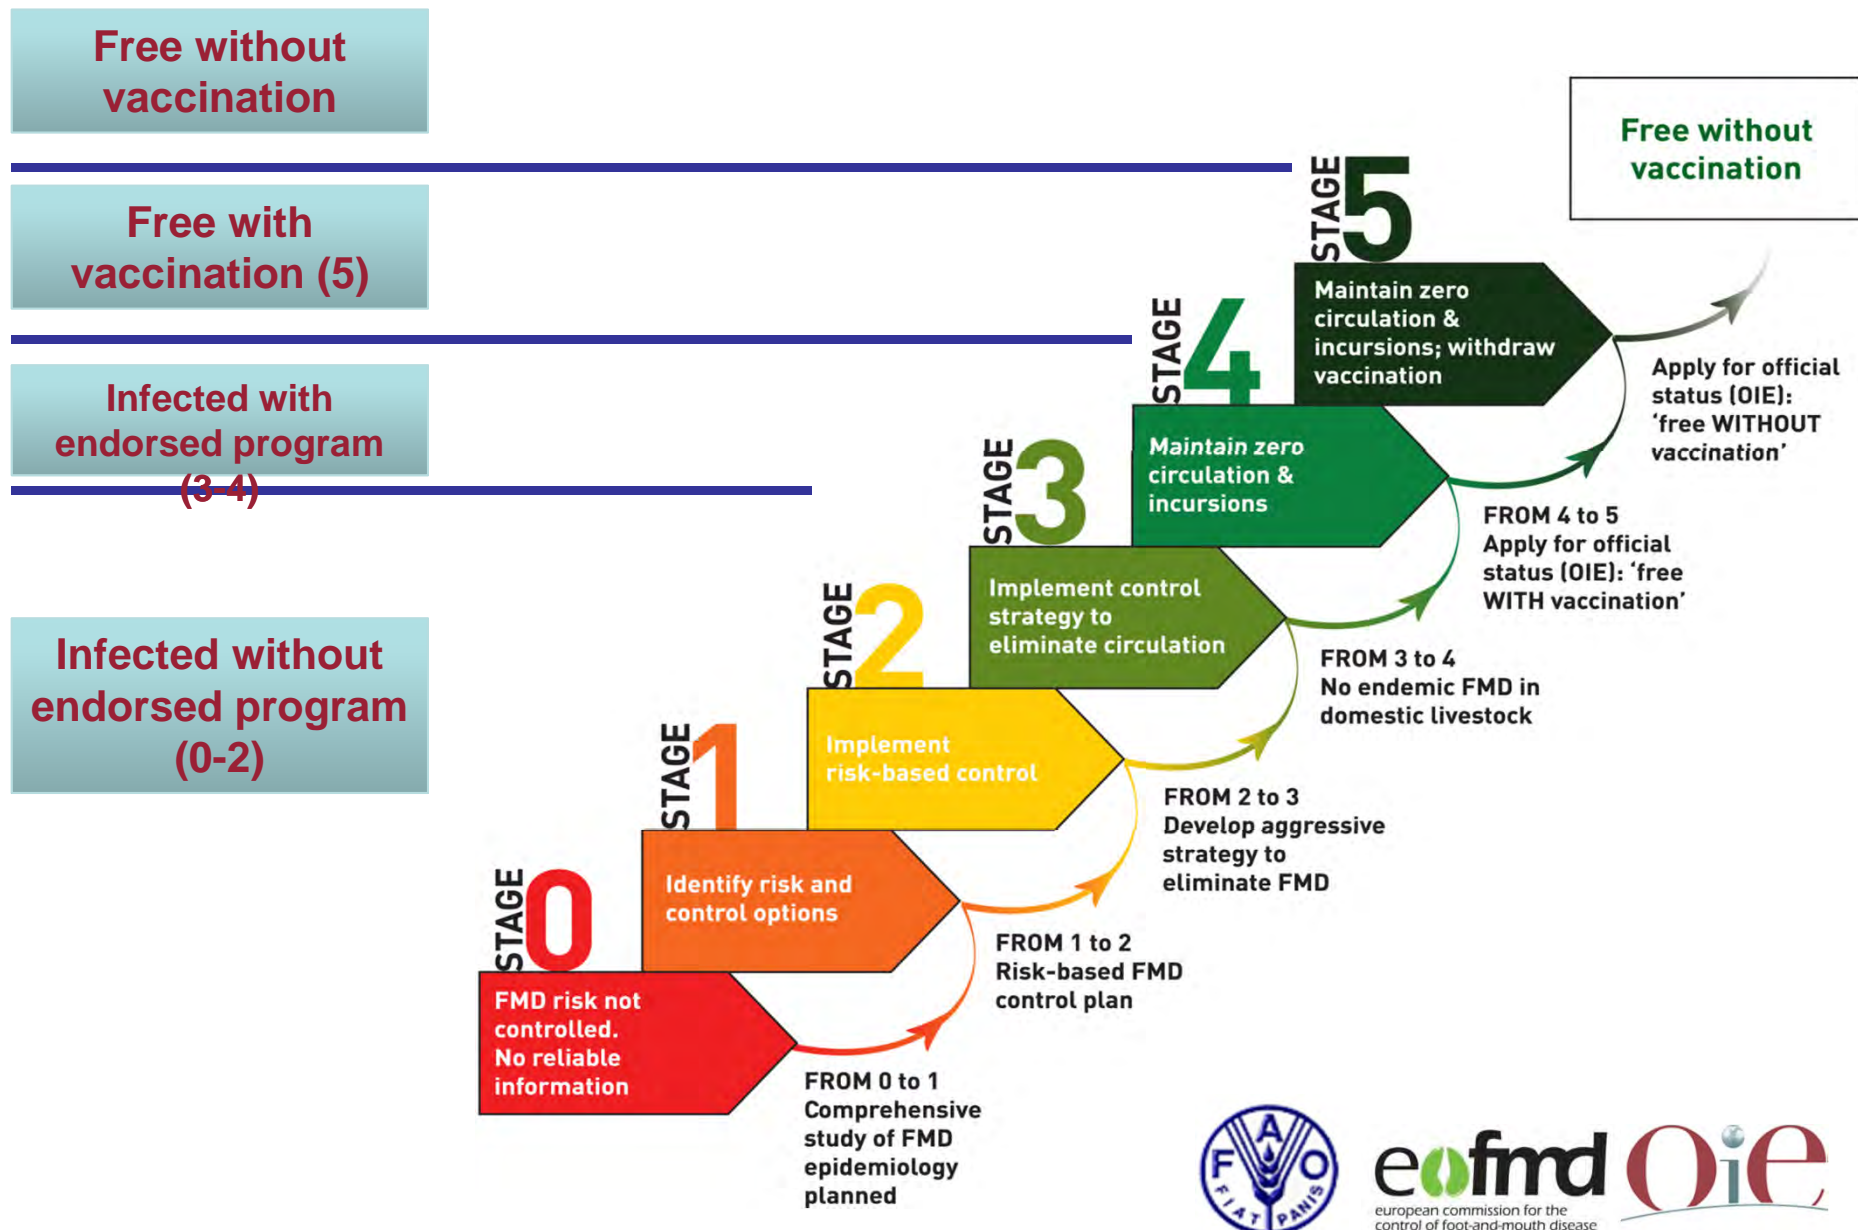 Free without
vaccination
Free with
vaccination (5)
Infected with
endorsed program
(3-4)
Infected without
endorsed program
(0-2)
Free without
vaccination
STAGE 5
Maintain zero
circulation &
incursions; withdraw
vaccination
Apply for official
status (OIE):
‘free WITHOUT
vaccination’
STAGE 4
Maintain zero
circulation &
incursions
FROM 4 to 5
Apply for official
status (OIE): ‘free
WITH vaccination’
STAGE 3
Implement control
strategy to
eliminate circulation
FROM 3 to 4
No endemic FMD in
domestic livestock
STAGE 2
Implement
risk-based control
FROM 2 to 3
Develop aggressive
strategy to
eliminate FMD
STAGE 1
Identify risk and
control options
FROM 1 to 2
Risk-based FMD
control plan
STAGE 0
FMD risk not
controlled.
No reliable
information
FROM 0 to 1
Comprehensive
study of FMD
epidemiology
planned
FAO
FIAT PANIS
eofmd
european commission for the
control of foot-and-mouth disease
Oie